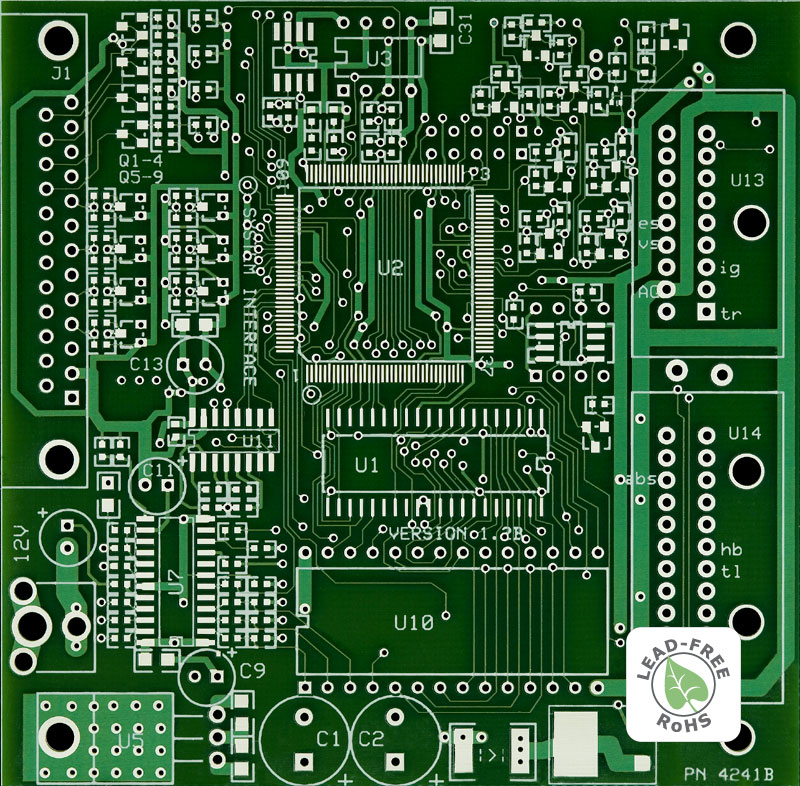 J1
U3
C31
Q1-4
Q5-9
109
U13
es
vs
ig
AC
tr
SYSTEM INTERFACE
U2
C13
1
U11
U14
C11
U1
abs
12V
+
VERSION 1.2B
hb
tl
U7
U10
C9
+
LEAD-FREE
RoHS
U5
C1
C2
+
+
PN 4241B